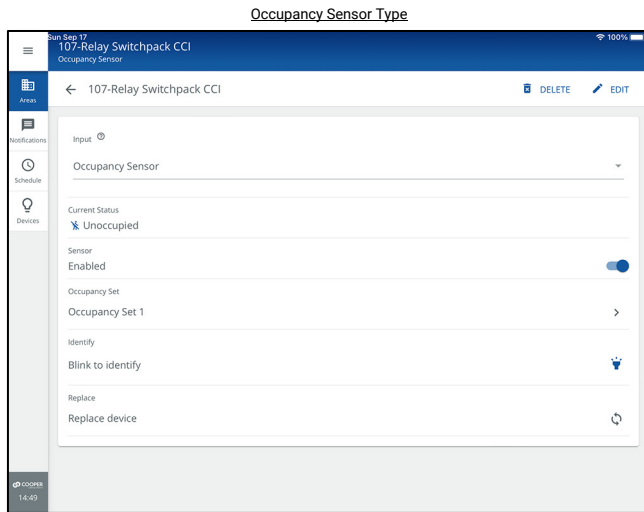 Occupancy Sensor Type
Sun Sep 17
100%
107-Relay Switchpack CCI
Occupancy Sensor
Areas
107-Relay Switchpack CCI
DELETE
EDIT
Notifications
Schedule
Devices
Input
Occupancy Sensor
Current Status
Unoccupied
Sensor
Enabled
Occupancy Set
Occupancy Set 1
Identify
Blink to identify
Replace
Replace device
COOPER
14:49